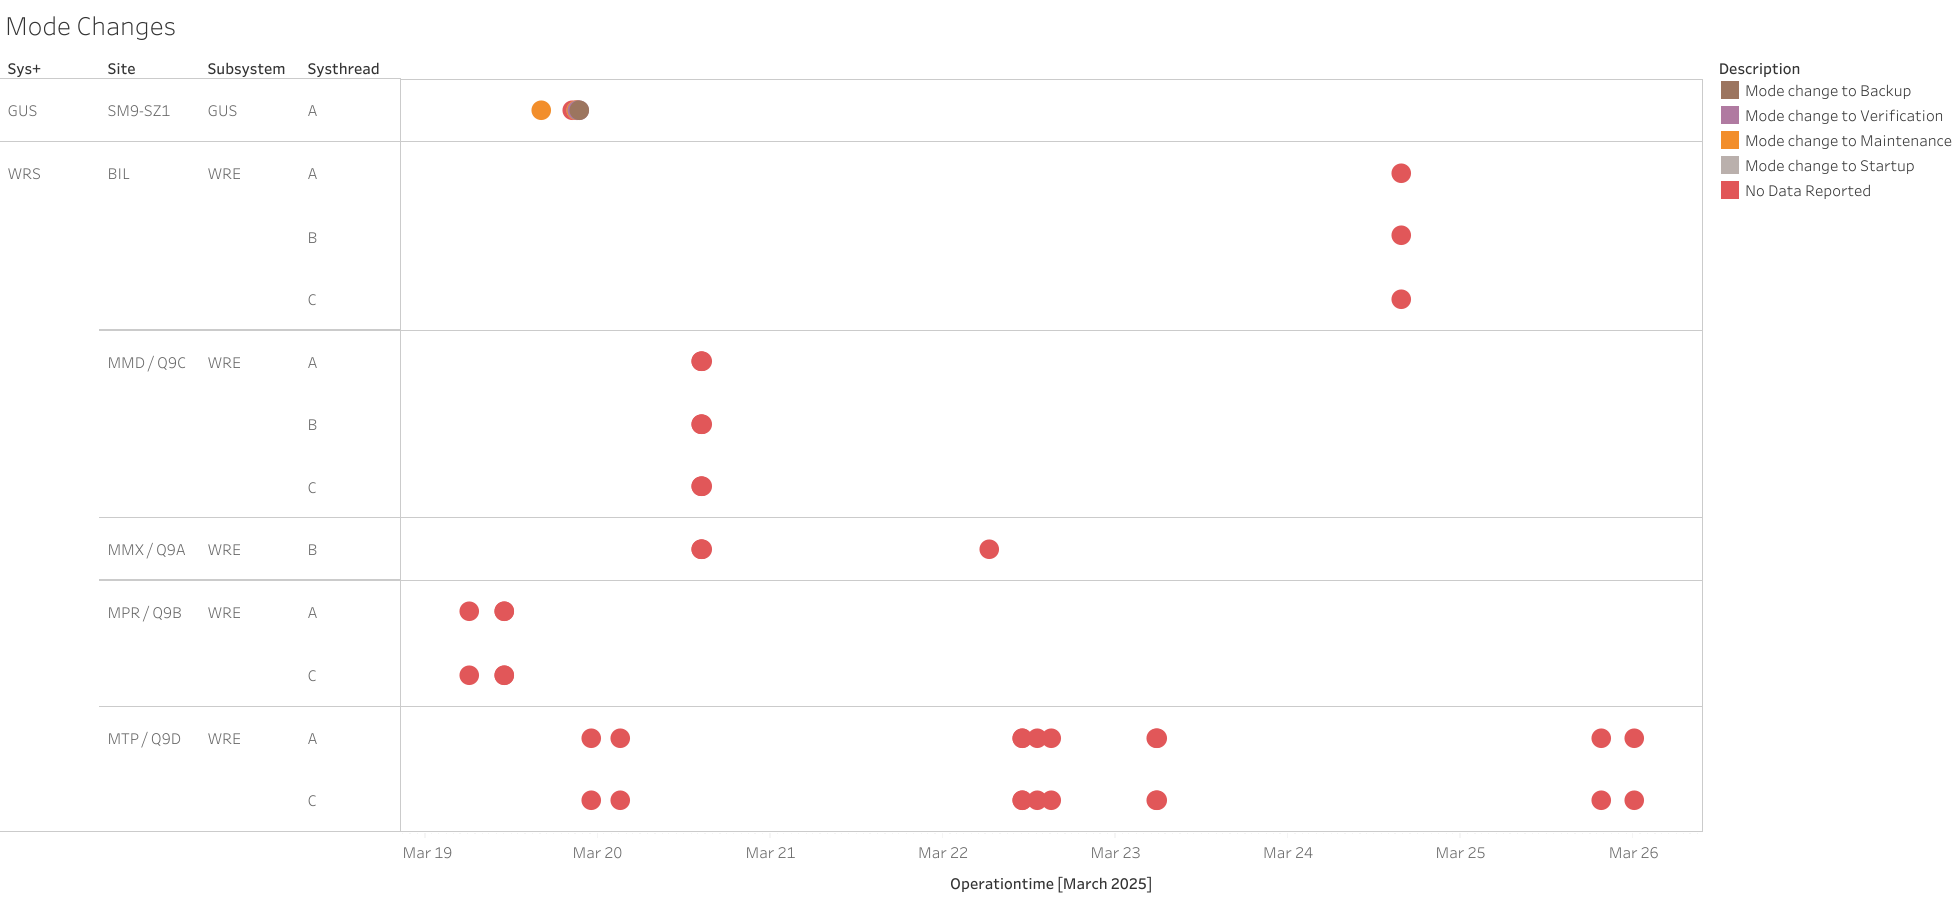 Mode Changes
Sys+ Site Subsystem Systhread
GUS SM9-SZ1 GUS A
WRS BIL WRE A
B
C
MMD / Q9C WRE A
B
C
MMX / Q9A WRE B
MPR / Q9B WRE A
C
MTP / Q9D WRE A
C
Mar 19 Mar 20 Mar 21 Mar 22 Mar 23 Mar 24 Mar 25 Mar 26
Operationtime [March 2025]
Description
Mode change to Backup
Mode change to Verification
Mode change to Maintenance
Mode change to Startup
No Data Reported